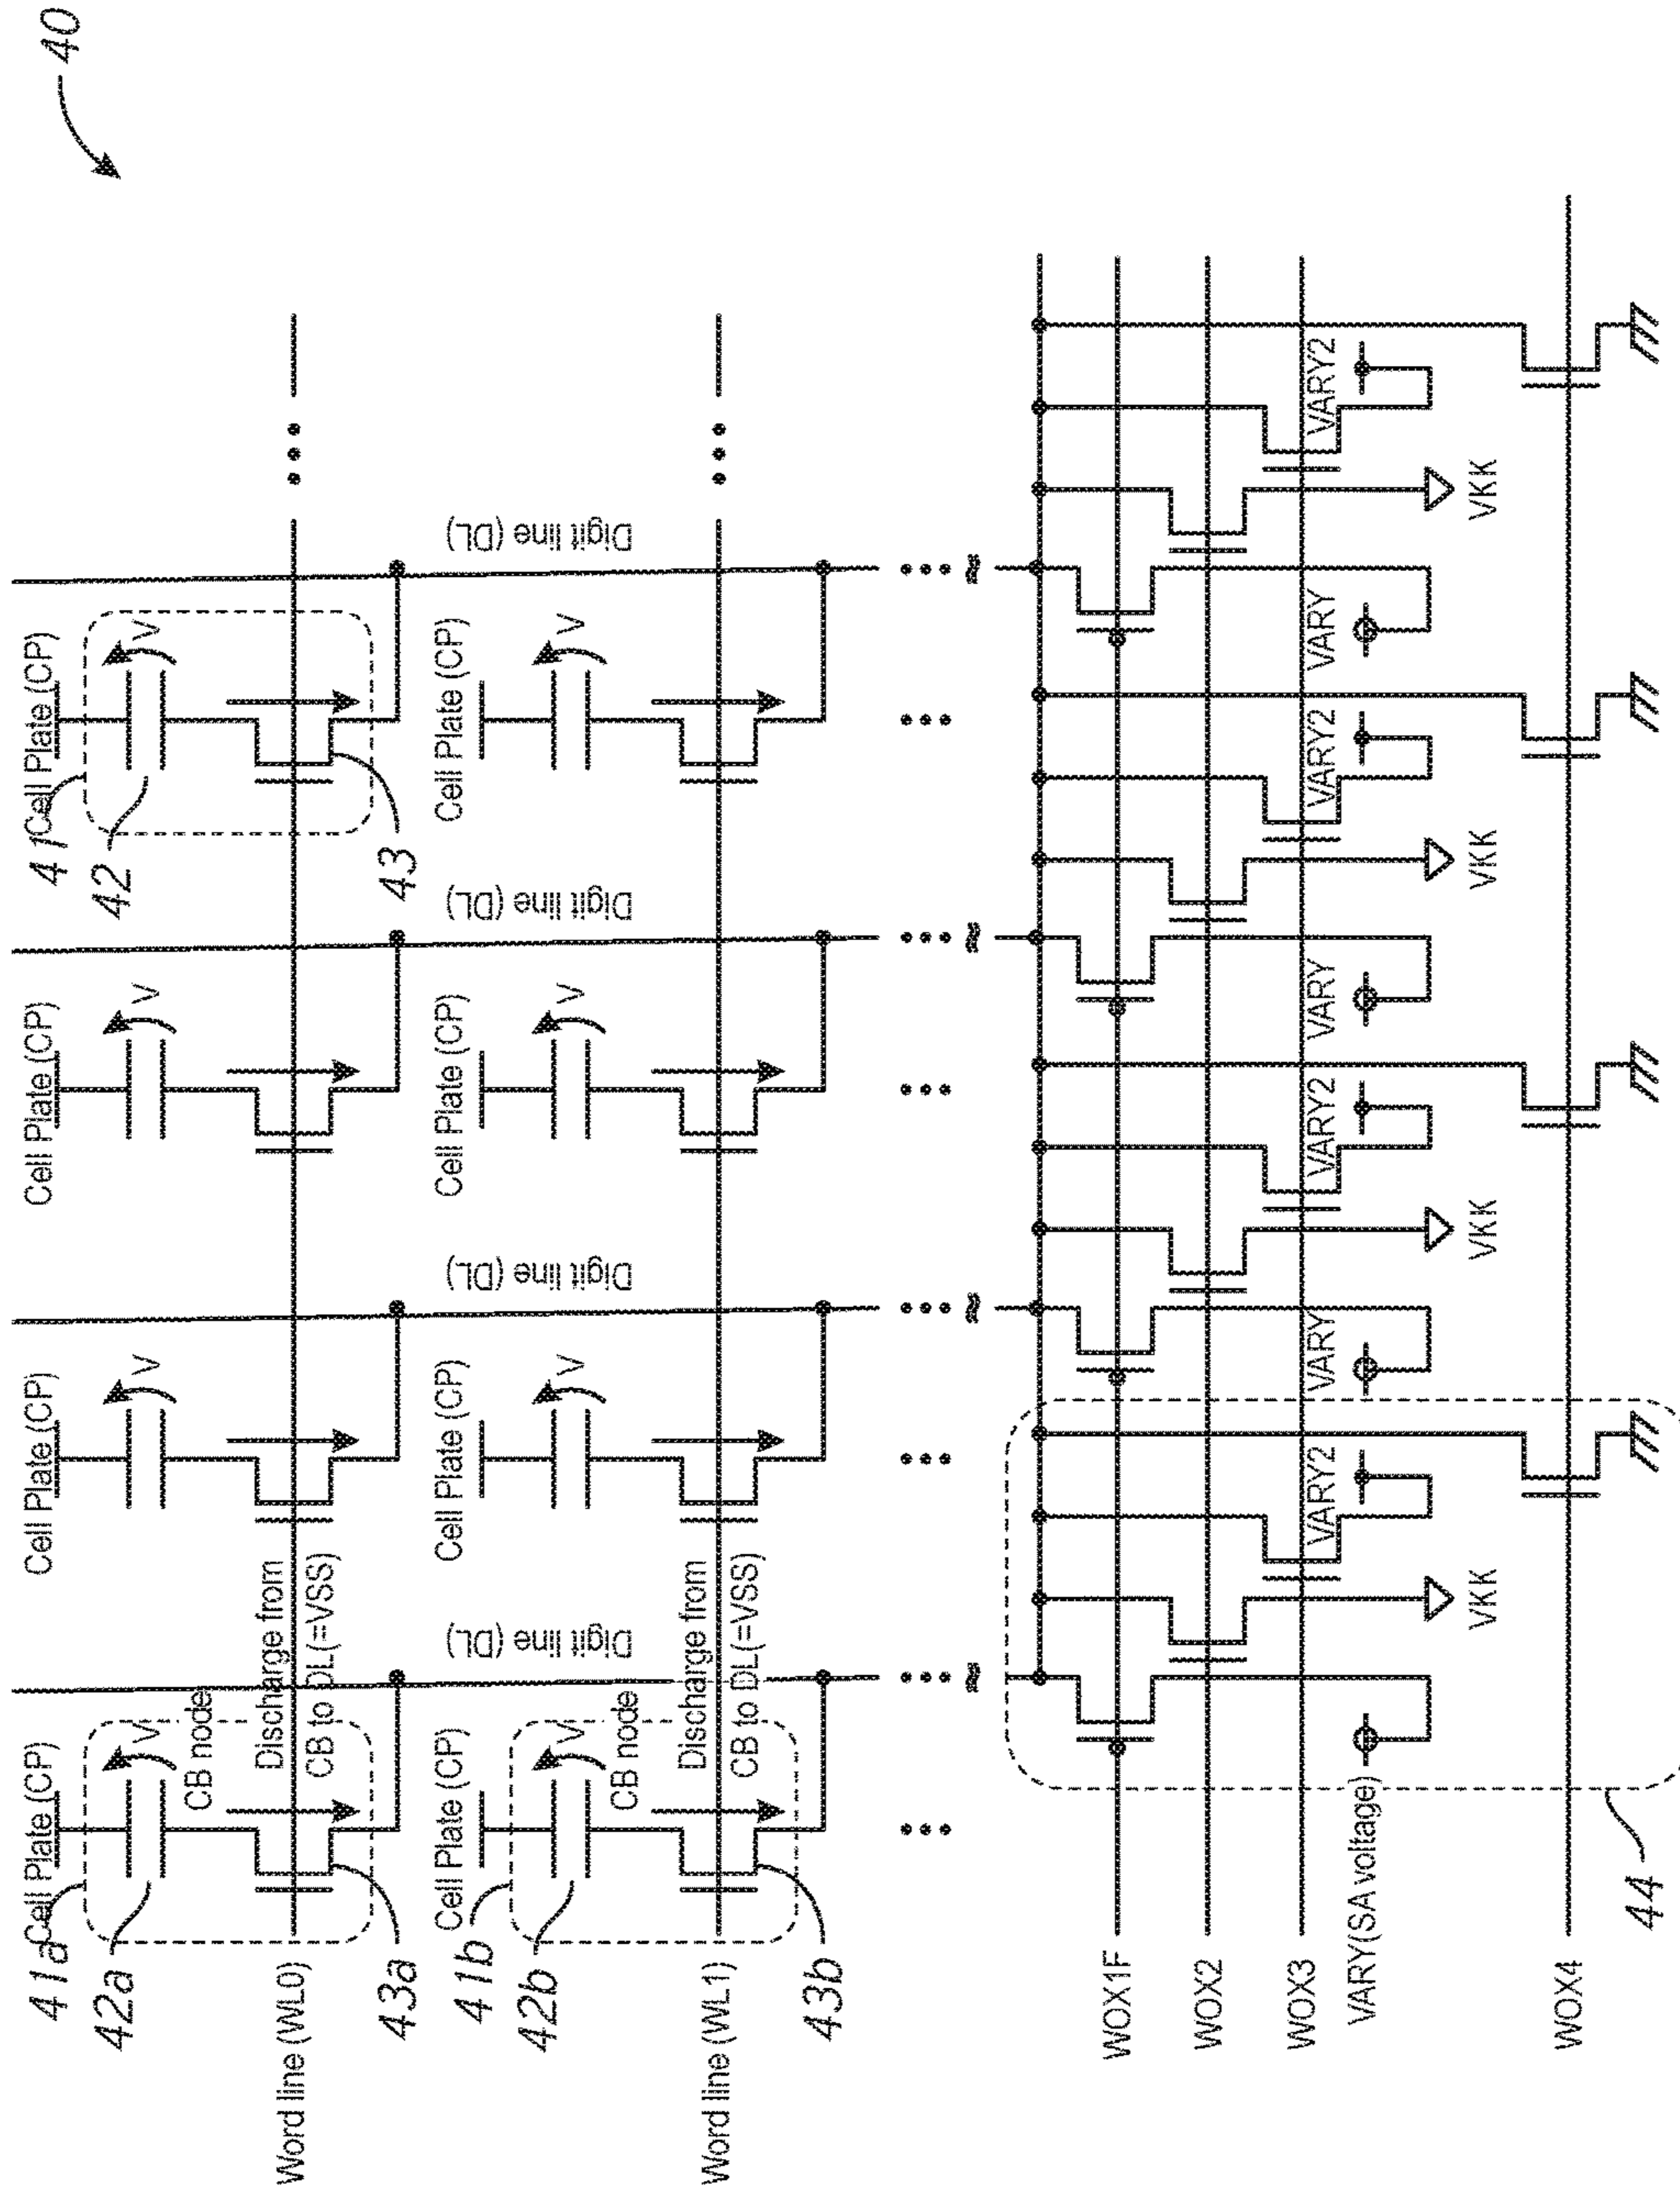 40
41a
Cell Plate (CP)
Cell Plate (CP)
Cell Plate (CP)
41
Cell Plate (CP)
42a
V
V
V
42
V
CB node
Word line (WL0)
Discharge from
CB to DL(=VSS)
43a
43
Digit line (DL)
Digit line (DL)
Digit line (DL)
Digit line (DL)
41b
Cell Plate (CP)
Cell Plate (CP)
Cell Plate (CP)
Cell Plate (CP)
42b
V
V
V
V
CB node
Word line (WL1)
Discharge from
CB to DL(=VSS)
43b
WOX1F
WOX2
WOX3
VARY(SA voltage)
VARY2
VARY
VARY2
VARY
VARY2
VARY
VARY2
VKK
VKK
VKK
VKK
WOX4
44